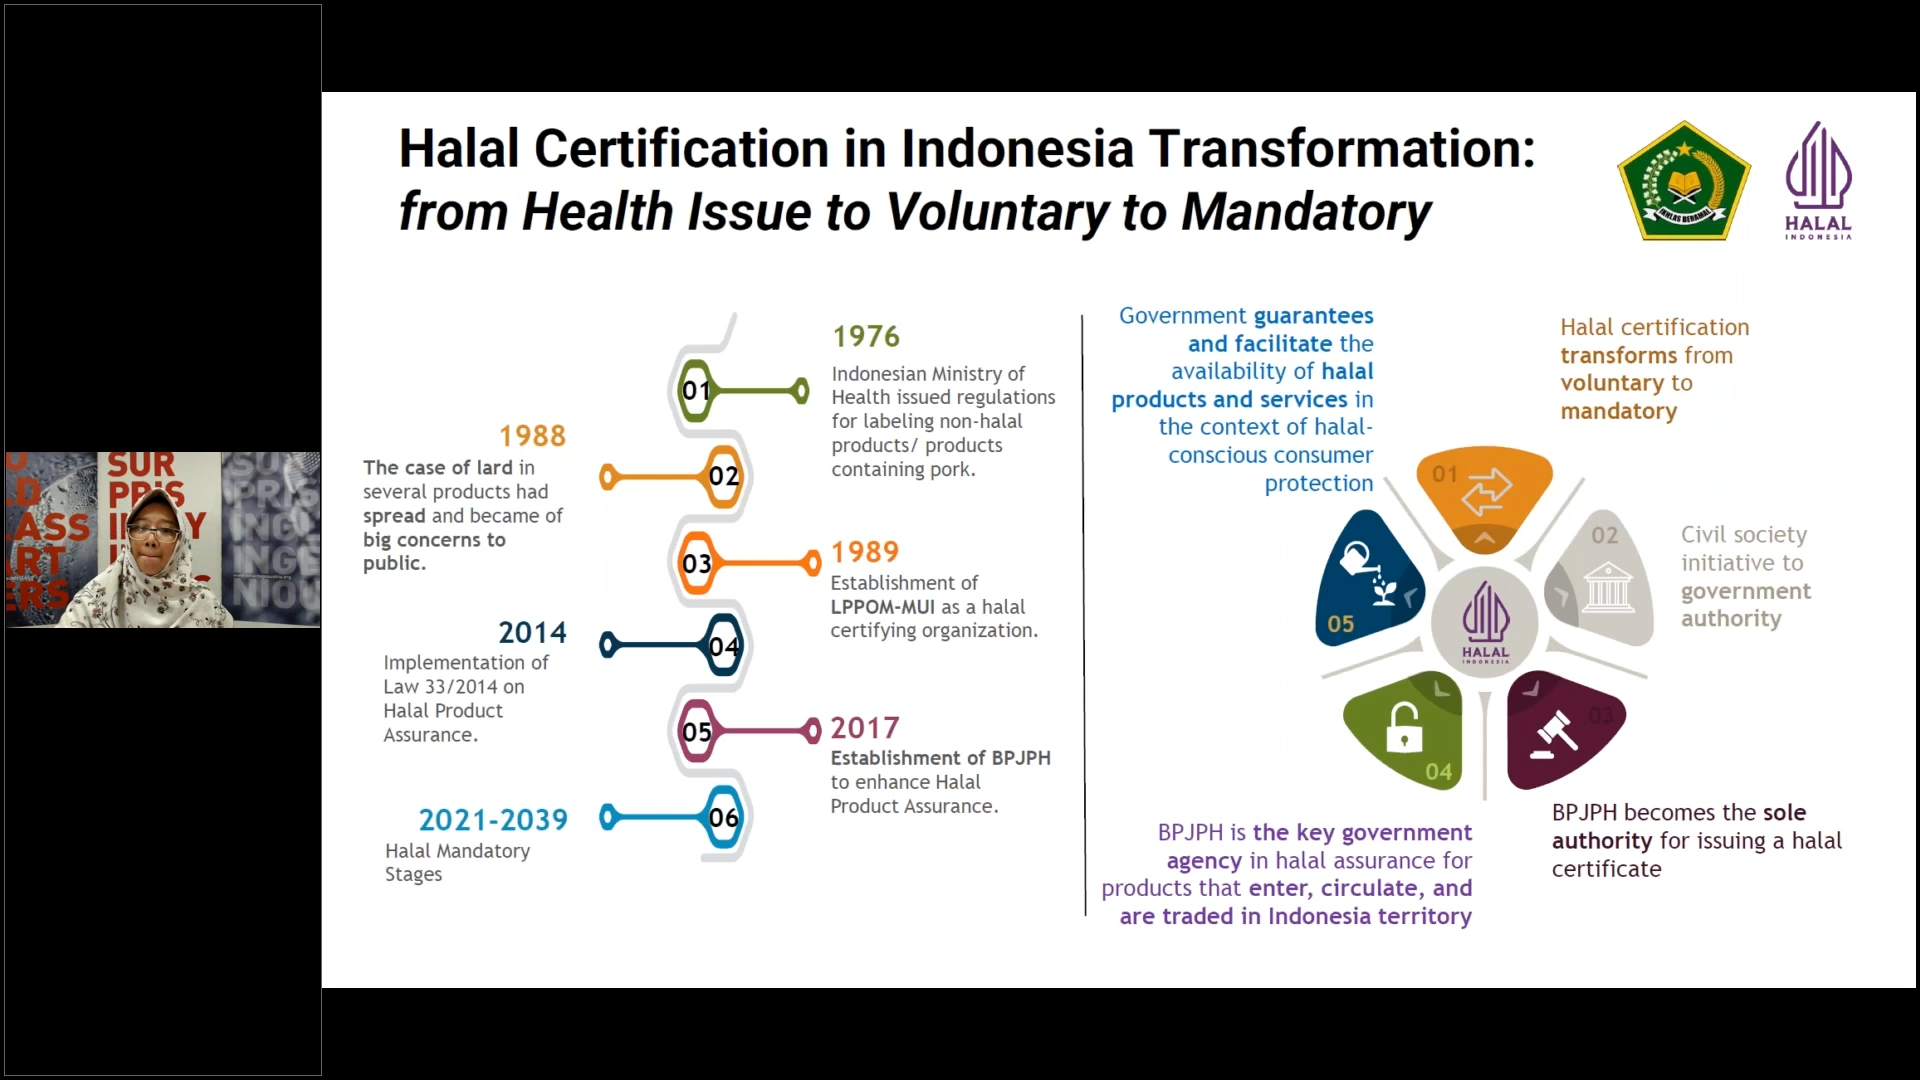 Halal Certification in Indonesia Transformation:
from Health Issue to Voluntary to Mandatory
IKHLAS BERAMAL
HALAL
INDONESIA
01
1976
Indonesian Ministry of
Health issued regulations
for labeling non-halal
products/ products
containing pork.
1988
The case of lard in
several products had
spread and became of
big concerns to
public.
02
03
1989
Establishment of
LPPOM-MUI as a halal
certifying organization.
2014
Implementation of
Law 33/2014 on
Halal Product
Assurance.
04
05
2017
Establishment of BPJPH
to enhance Halal
Product Assurance.
2021-2039
Halal Mandatory
Stages
06
Government guarantees
and facilitate the
availability of halal
products and services in
the context of halal-
conscious consumer
protection
Halal certification
transforms from
voluntary to
mandatory
01
02
Civil society
initiative to
government
authority
05
HALAL
INDONESIA
04
03
BPJPH becomes the sole
authority for issuing a halal
certificate
BPJPH is the key government
agency in halal assurance for
products that enter, circulate, and
are traded in Indonesia territory
SUR
PRIS